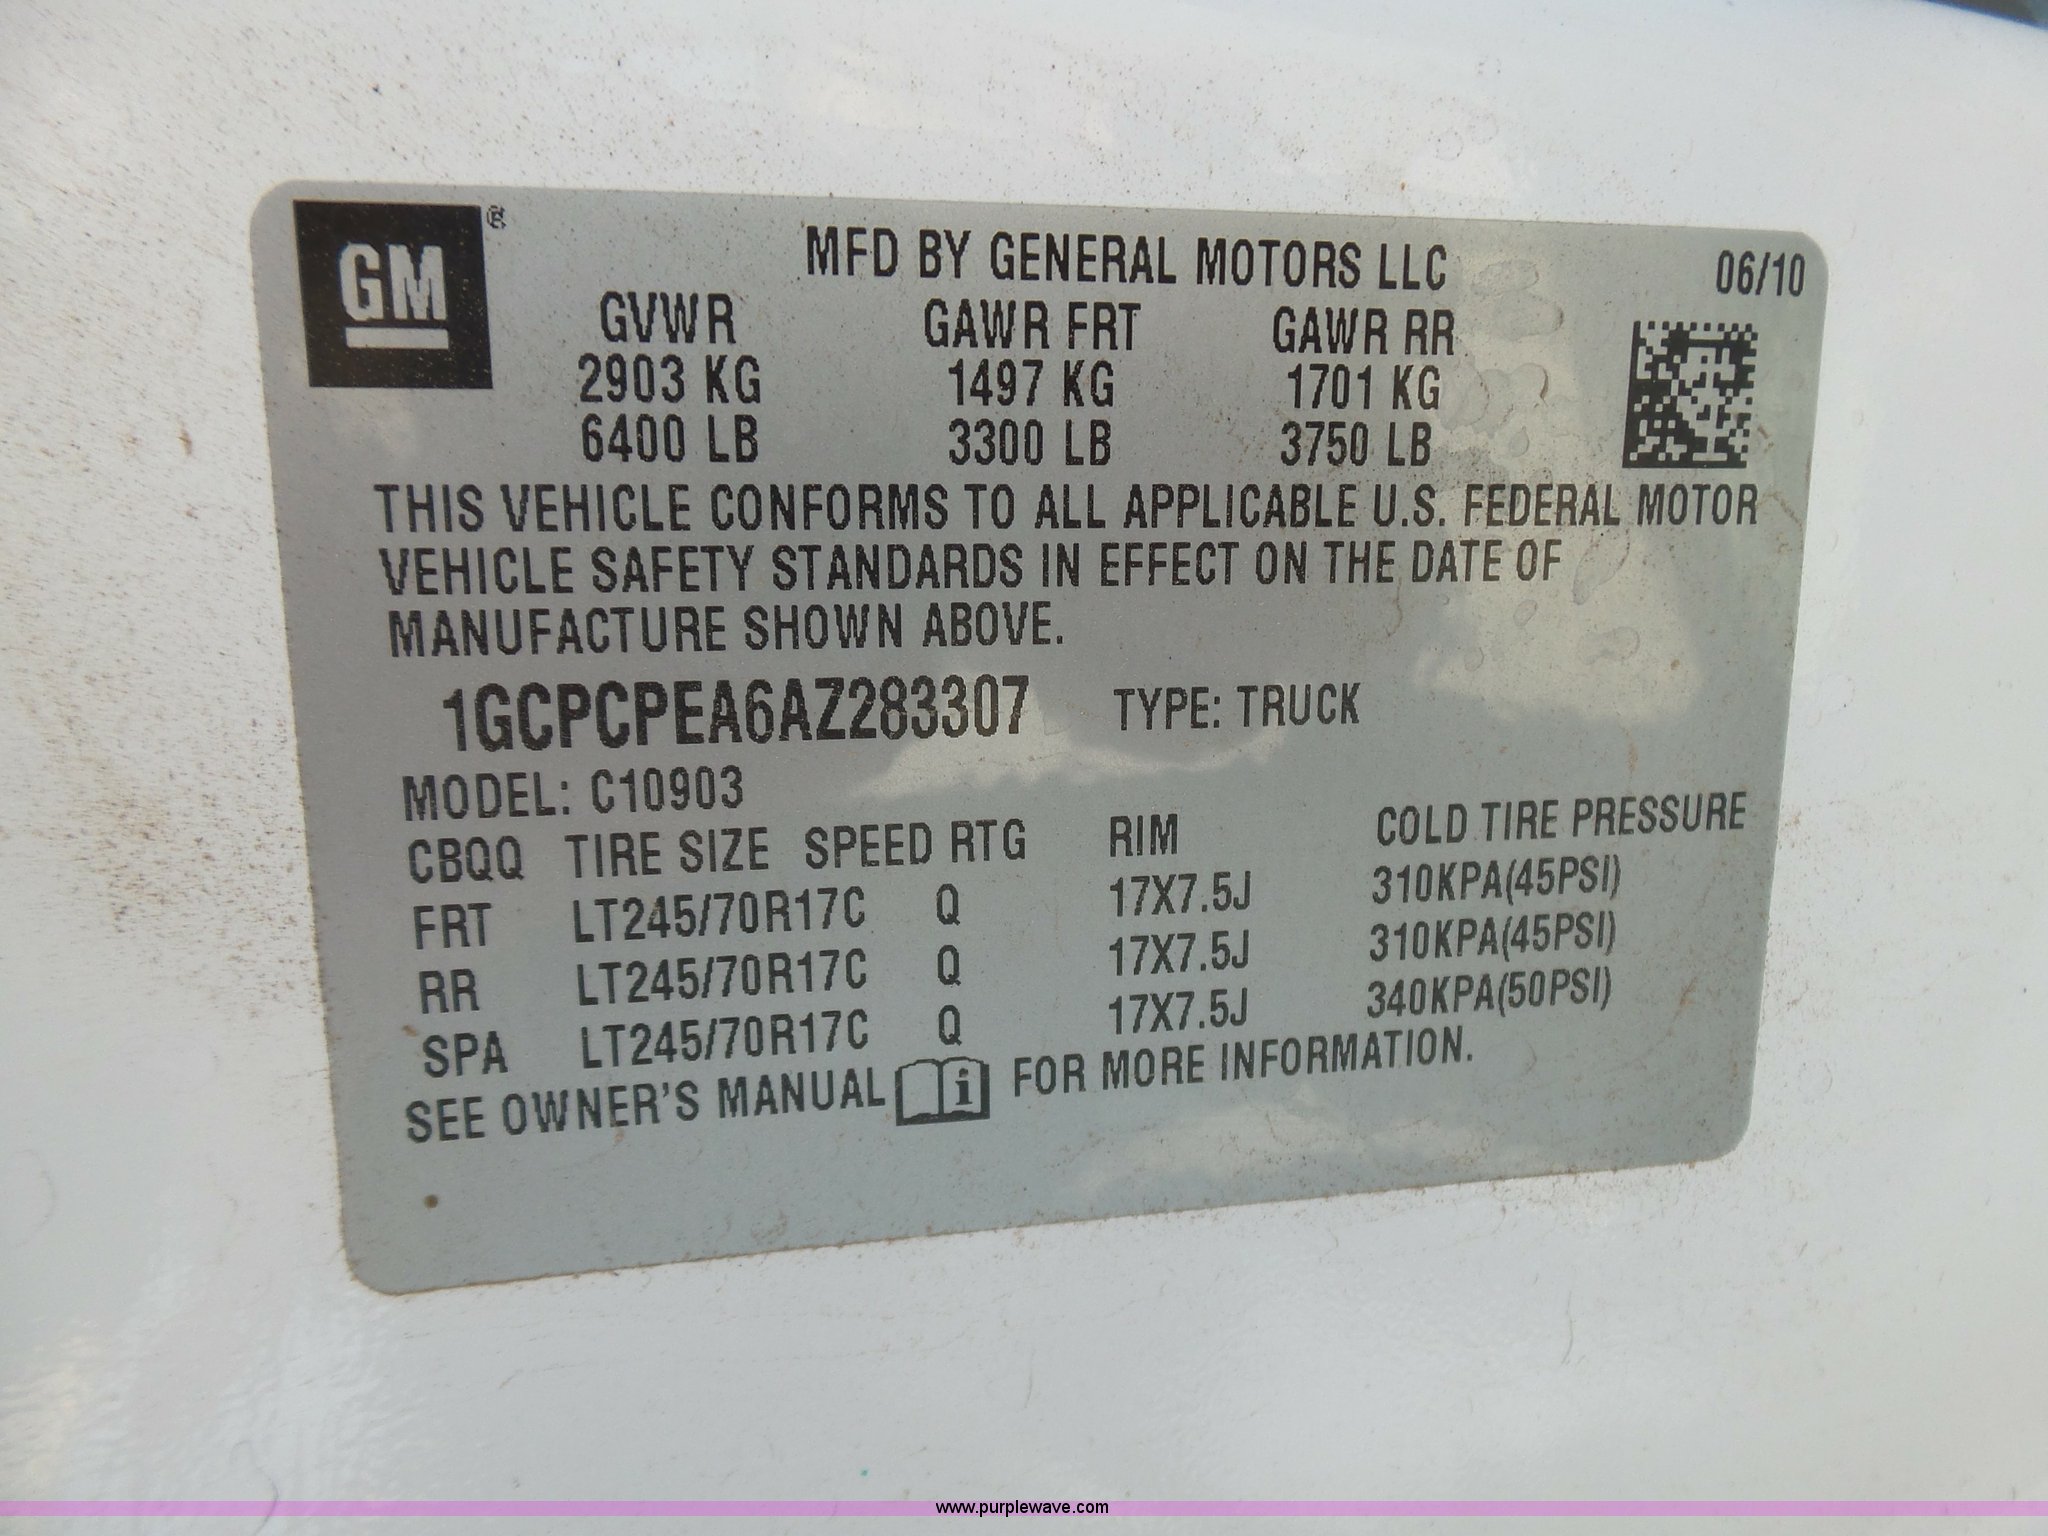 GM ®
MFD BY GENERAL MOTORS LLC 06/10
GVWR GAWR FRT GAWR RR
2903 KG 1497 KG 1701 KG
6400 LB 3300 LB 3750 LB
THIS VEHICLE CONFORMS TO ALL APPLICABLE U.S. FEDERAL MOTOR
VEHICLE SAFETY STANDARDS IN EFFECT ON THE DATE OF
MANUFACTURE SHOWN ABOVE.
1GCPCPEA6AZ283307 TYPE: TRUCK
MODEL: C10903
CBQQ TIRE SIZE SPEED RTG RIM COLD TIRE PRESSURE
FRT LT245/70R17C Q 17X7.5J 310KPA(45PSI)
RR LT245/70R17C Q 17X7.5J 310KPA(45PSI)
SPA LT245/70R17C Q 17X7.5J 340KPA(50PSI)
SEE OWNER'S MANUAL i FOR MORE INFORMATION.
www.purplewave.com